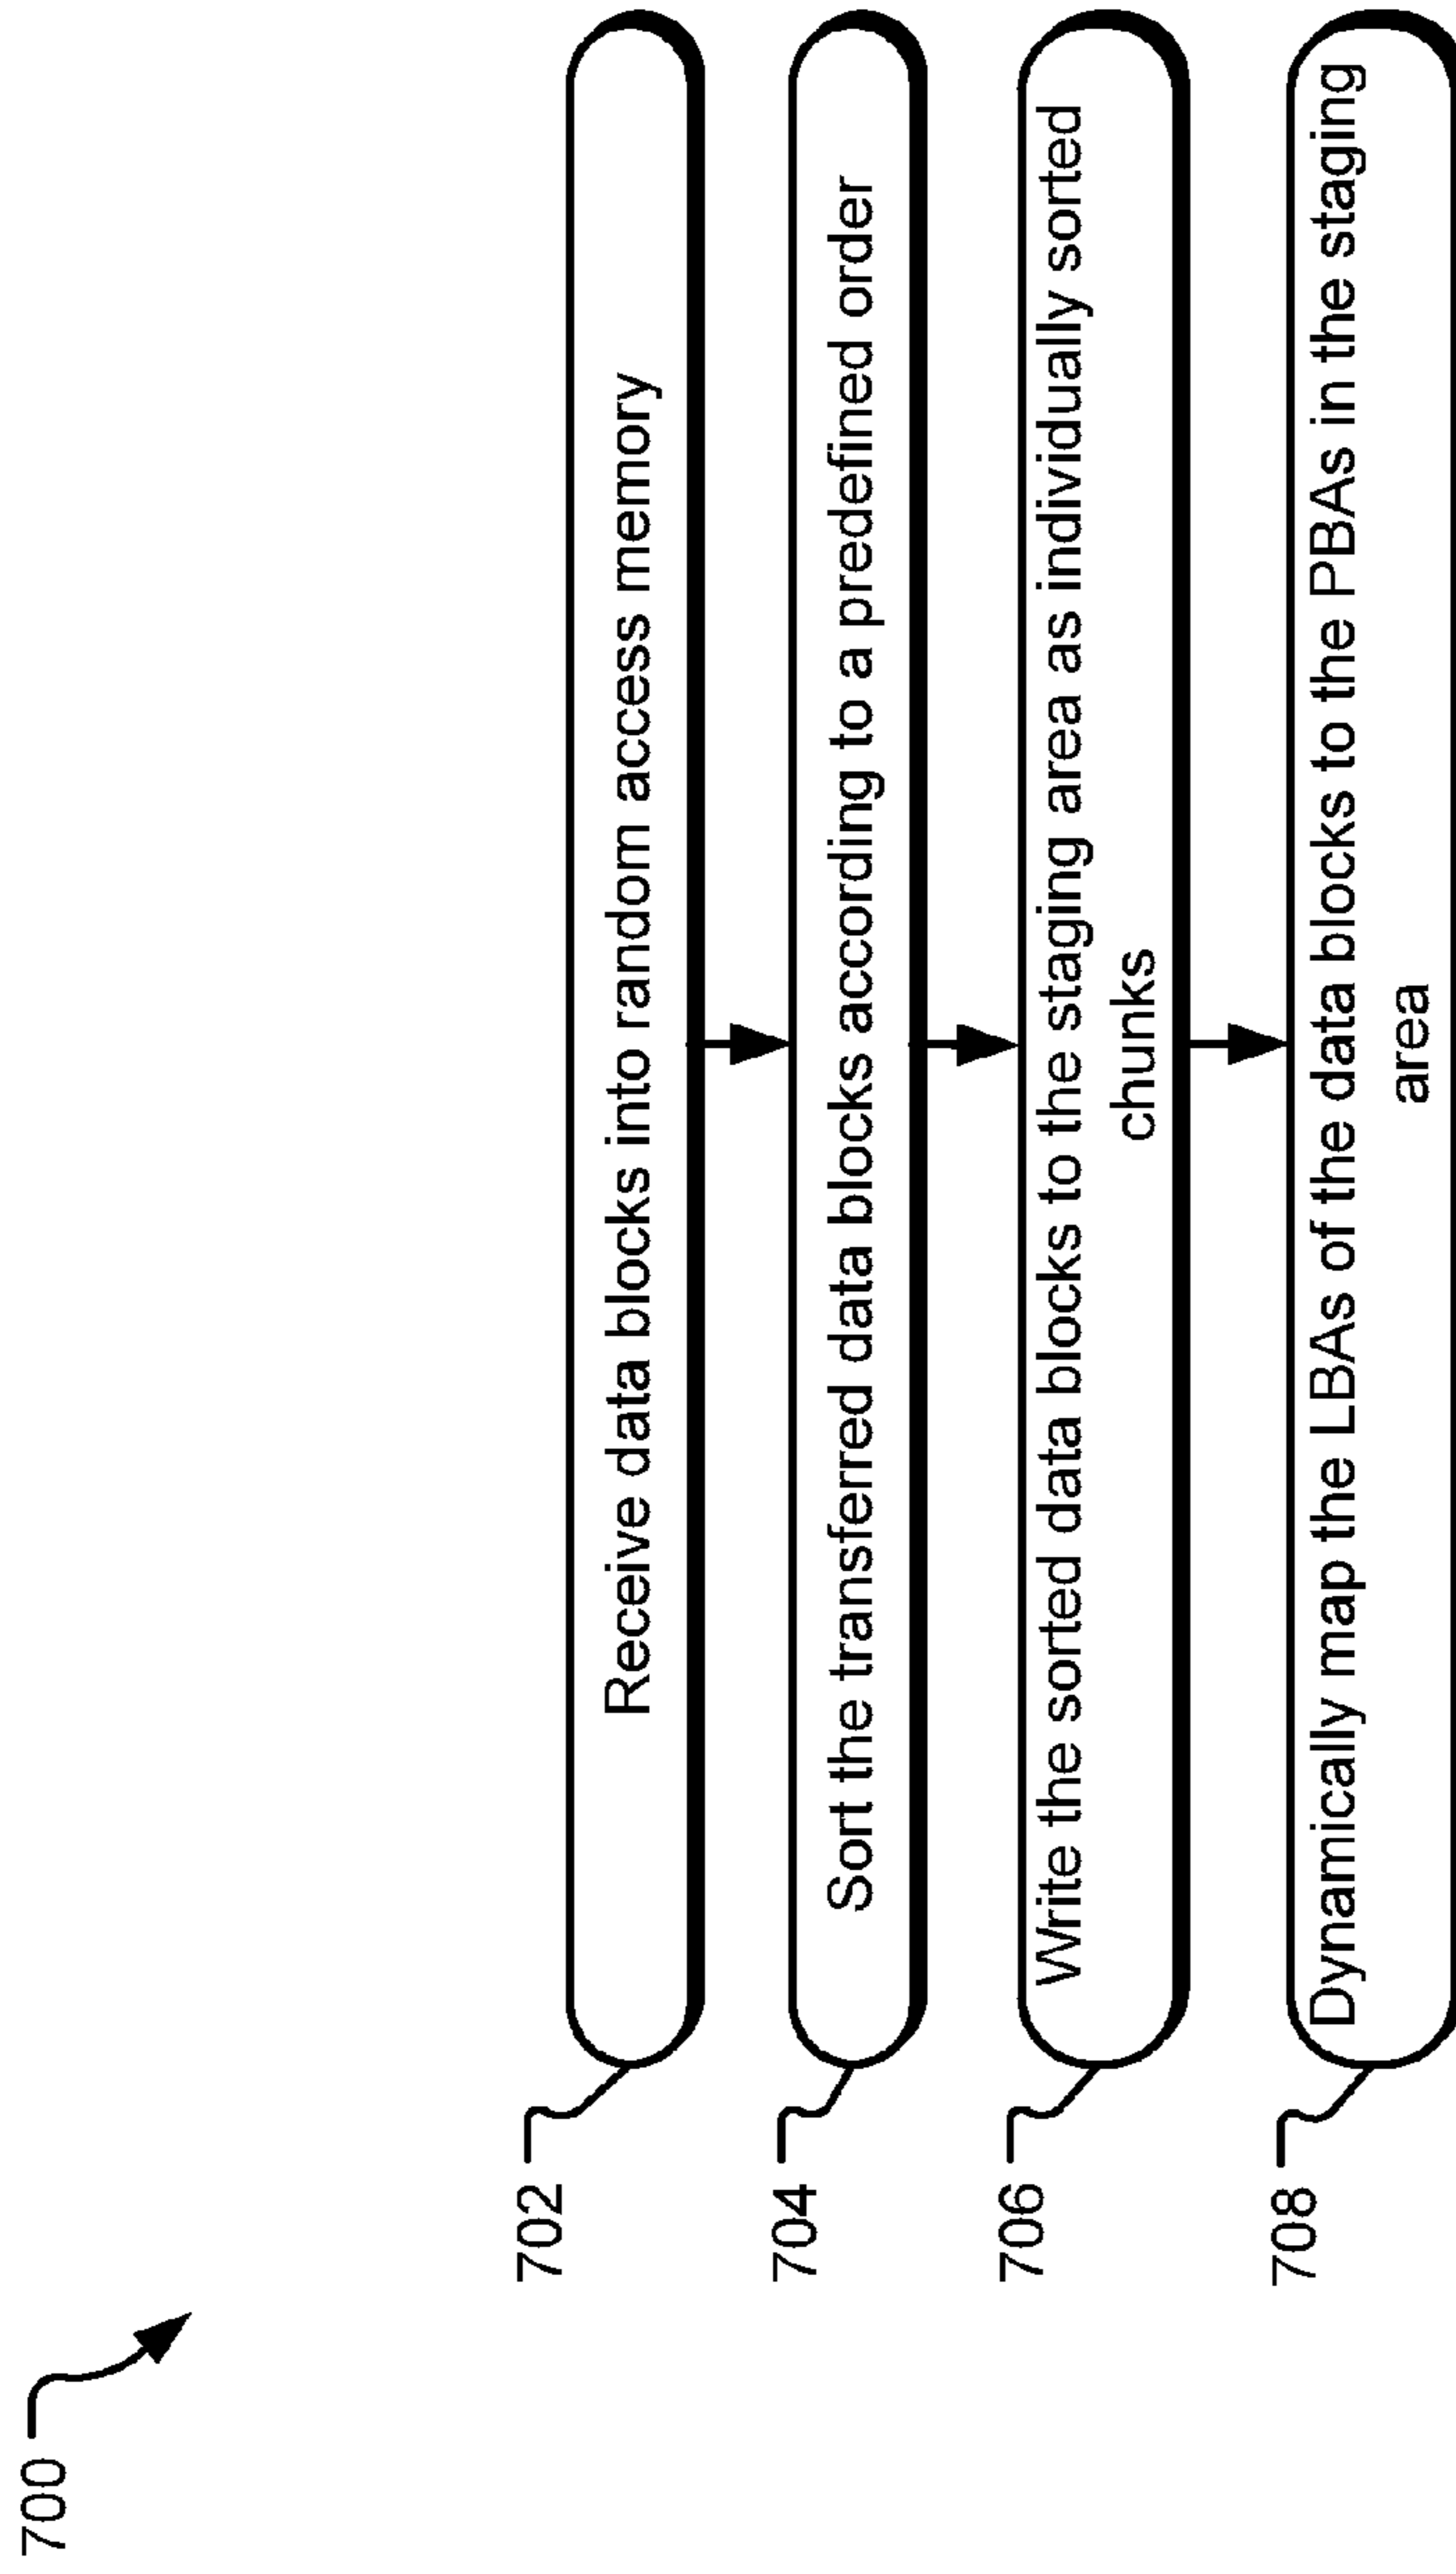 700
702
Receive data blocks into random access memory
704
Sort the transferred data blocks according to a predefined order
706
Write the sorted data blocks to the staging area as individually sorted
chunks
708
Dynamically map the LBAs of the data blocks to the PBAs in the staging
area